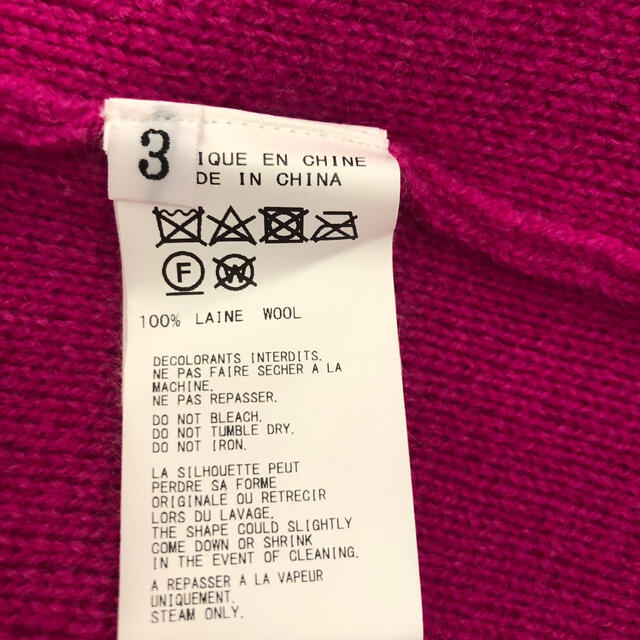 3
IQUE EN CHINE
DE IN CHINA
F
W
100% LAINE WOOL
DECOLORANTS INTERDITS.
NE PAS FAIRE SECHER A LA
MACHINE.
NE PAS REPASSER.
DO NOT BLEACH.
DO NOT TUMBLE DRY.
DO NOT IRON.
LA SILHOUETTE PEUT
PERDRE SA FORME
ORIGINALE OU RETRECIR
LORS DU LAVAGE.
THE SHAPE COULD SLIGHTLY
COME DOWN OR SHRINK
IN THE EVENT OF CLEANING.
A REPASSER A LA VAPEUR
UNIQUEMENT.
STEAM ONLY.